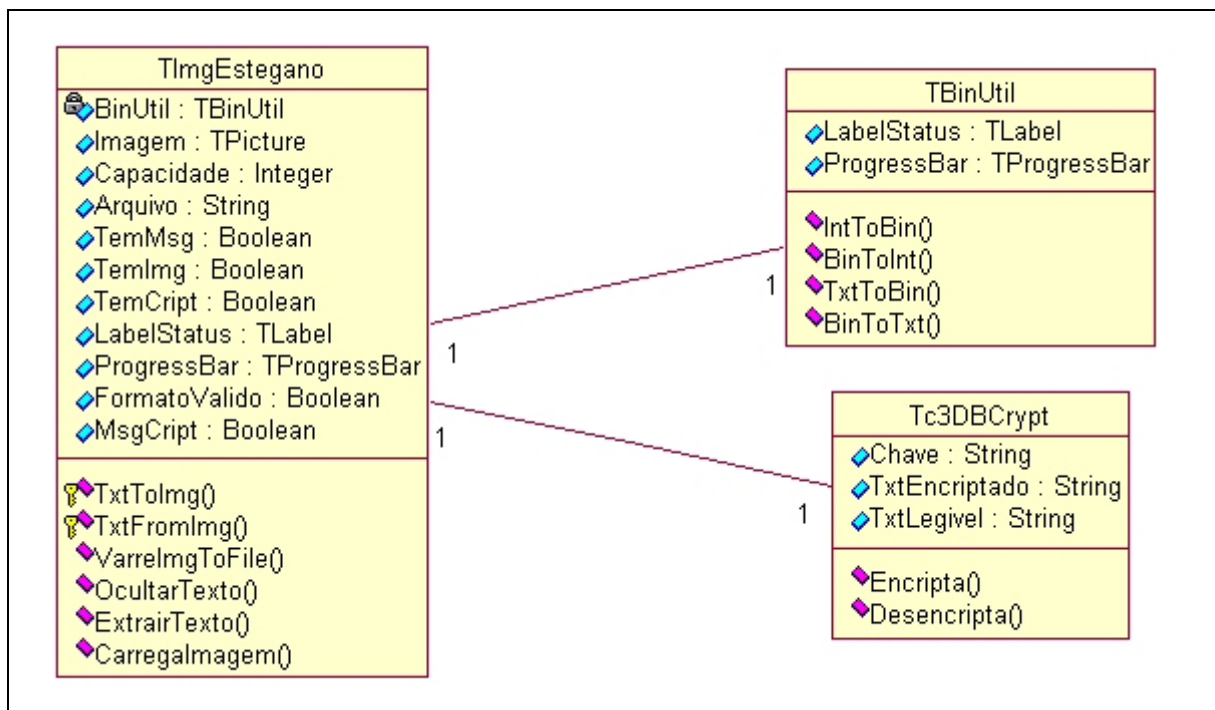 TImgEstegano
BinUtil : TBinUtil
Imagem : TPicture
Capacidade : Integer
Arquivo : String
TemMsg : Boolean
TemImg : Boolean
TemCript : Boolean
LabelStatus : TLabel
ProgressBar : TProgressBar
FormatoValido : Boolean
MsgCript : Boolean
TxtToImg()
TxtFromImg()
VarreImgToFile()
OcultarTexto()
ExtrairTexto()
CarregaImagem()
1
1
TBinUtil
LabelStatus : TLabel
ProgressBar : TProgressBar
IntToBin()
BinToInt()
TxtToBin()
BinToTxt()
1
Tc3DBCrypt
Chave : String
TxtEncriptado : String
TxtLegivel : String
Encripta()
Desencripta()
1